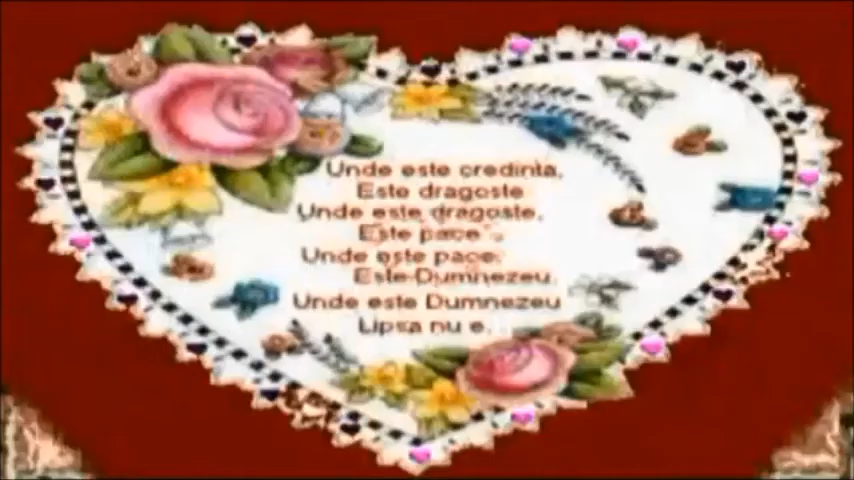 Unde este credinta,
Este dragoste
Unde este dragoste,
Este pace
Unde este pace,
Este Dumnezeu,
Unde este Dumnezeu
Lipsa nu e.